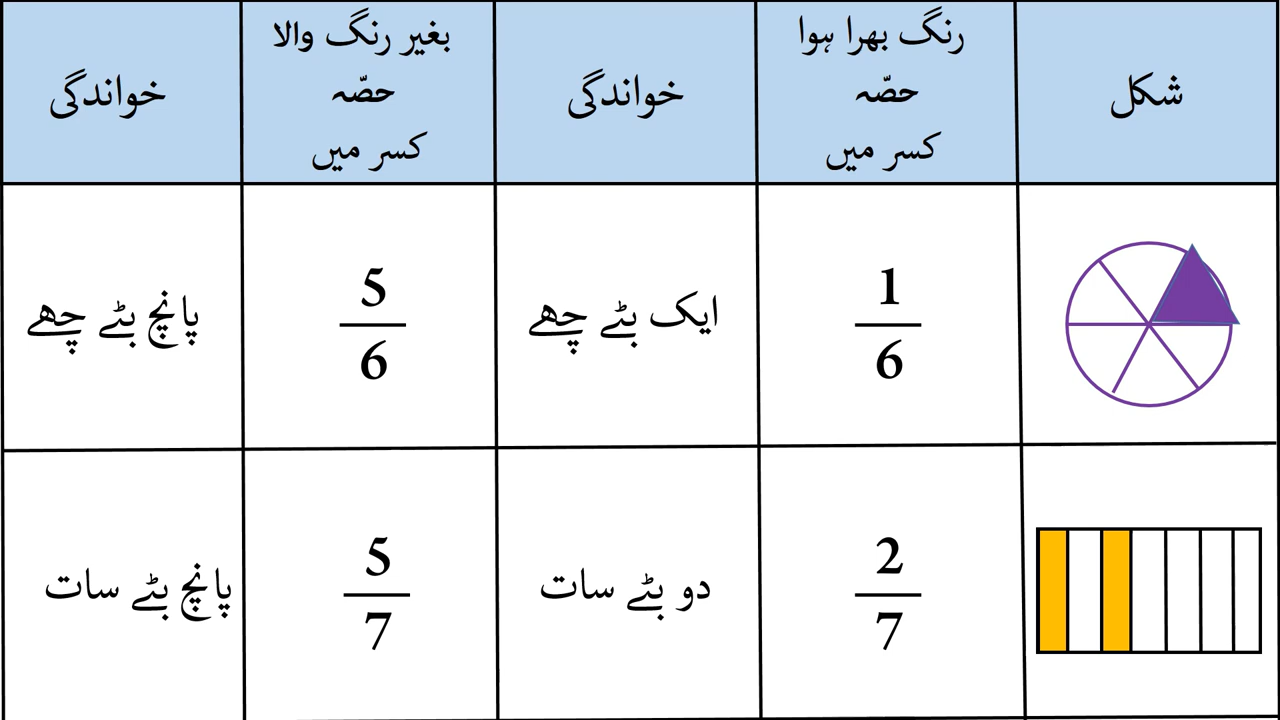 شکل
رنگ بھرا ہوا
حصّہ
کسر میں
خواندگی
بغیر رنگ والا
حصّہ
کسر میں
خواندگی
1
6
ایک بٹے چھے
5
6
پانچ بٹے چھے
2
7
دو بٹے سات
5
7
پانچ بٹے سات